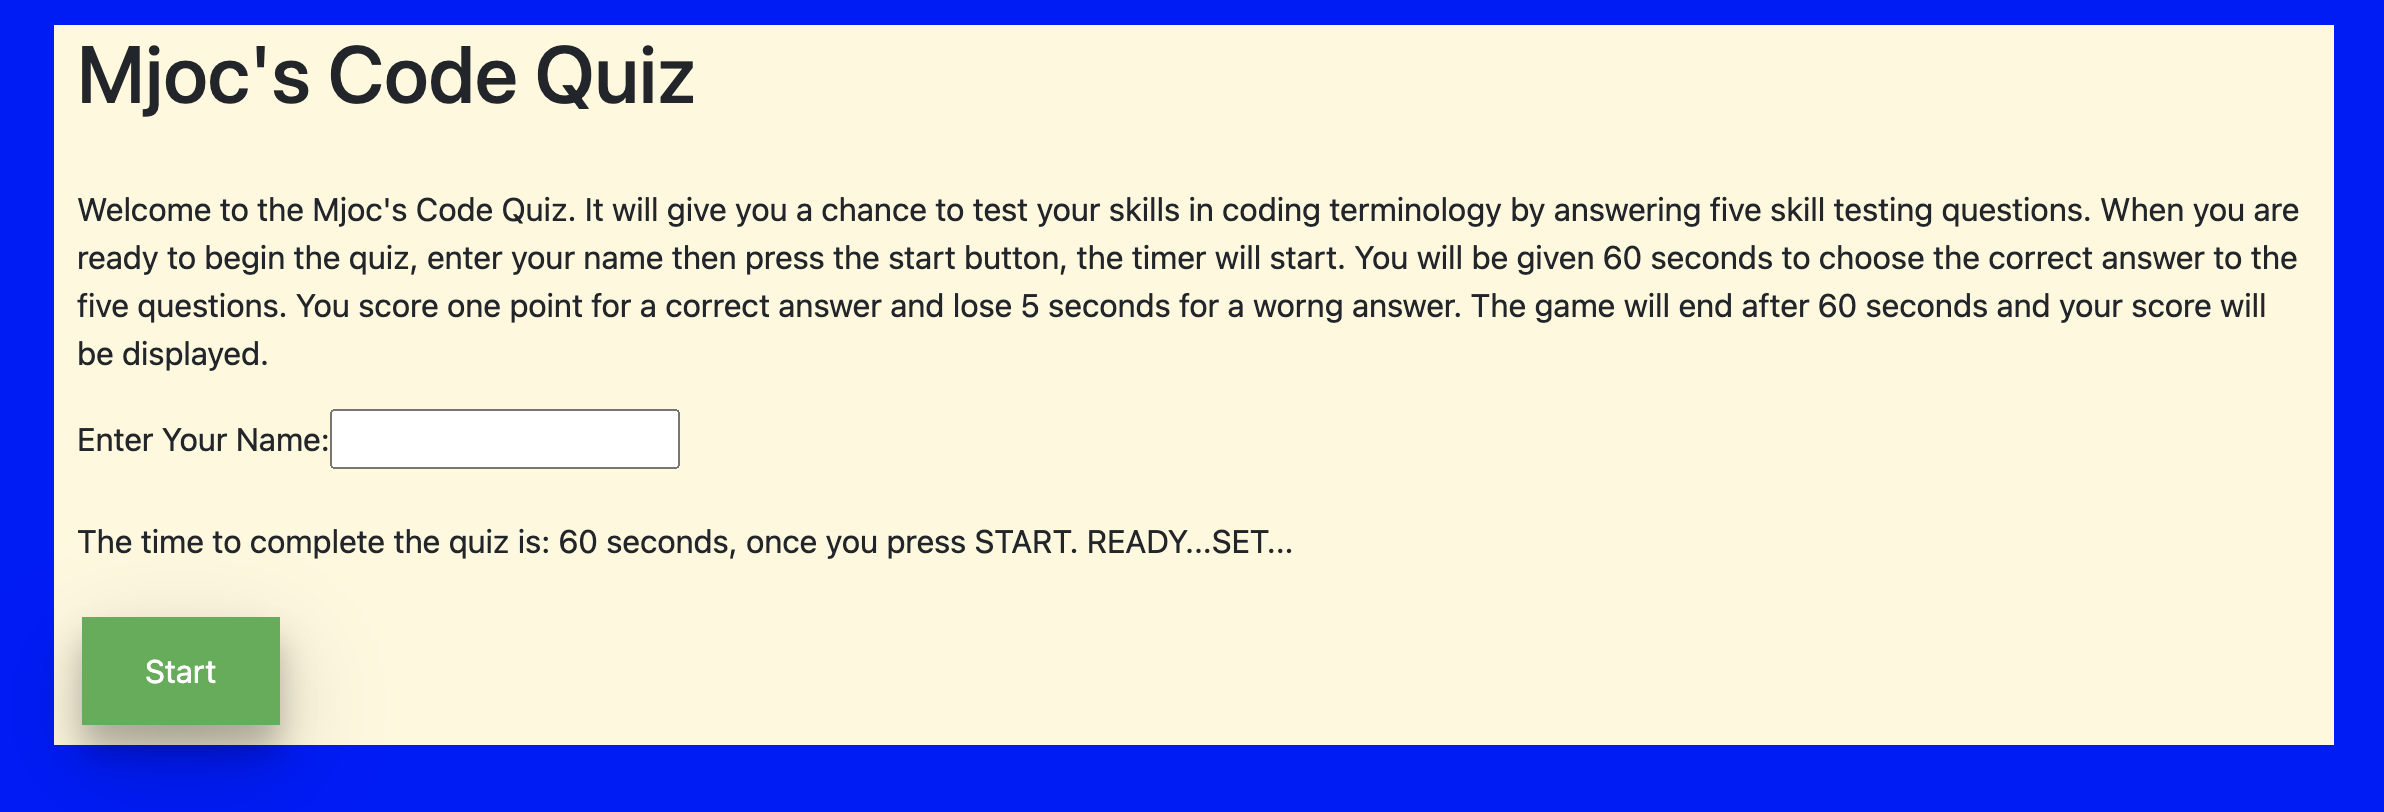 Mjoc's Code Quiz
Welcome to the Mjoc's Code Quiz. It will give you a chance to test your skills in coding terminology by answering five skill testing questions. When you are
ready to begin the quiz, enter your name then press the start button, the timer will start. You will be given 60 seconds to choose the correct answer to the
five questions. You score one point for a correct answer and lose 5 seconds for a worng answer. The game will end after 60 seconds and your score will
be displayed.
Enter Your Name:
The time to complete the quiz is: 60 seconds, once you press START. READY...SET...
Start